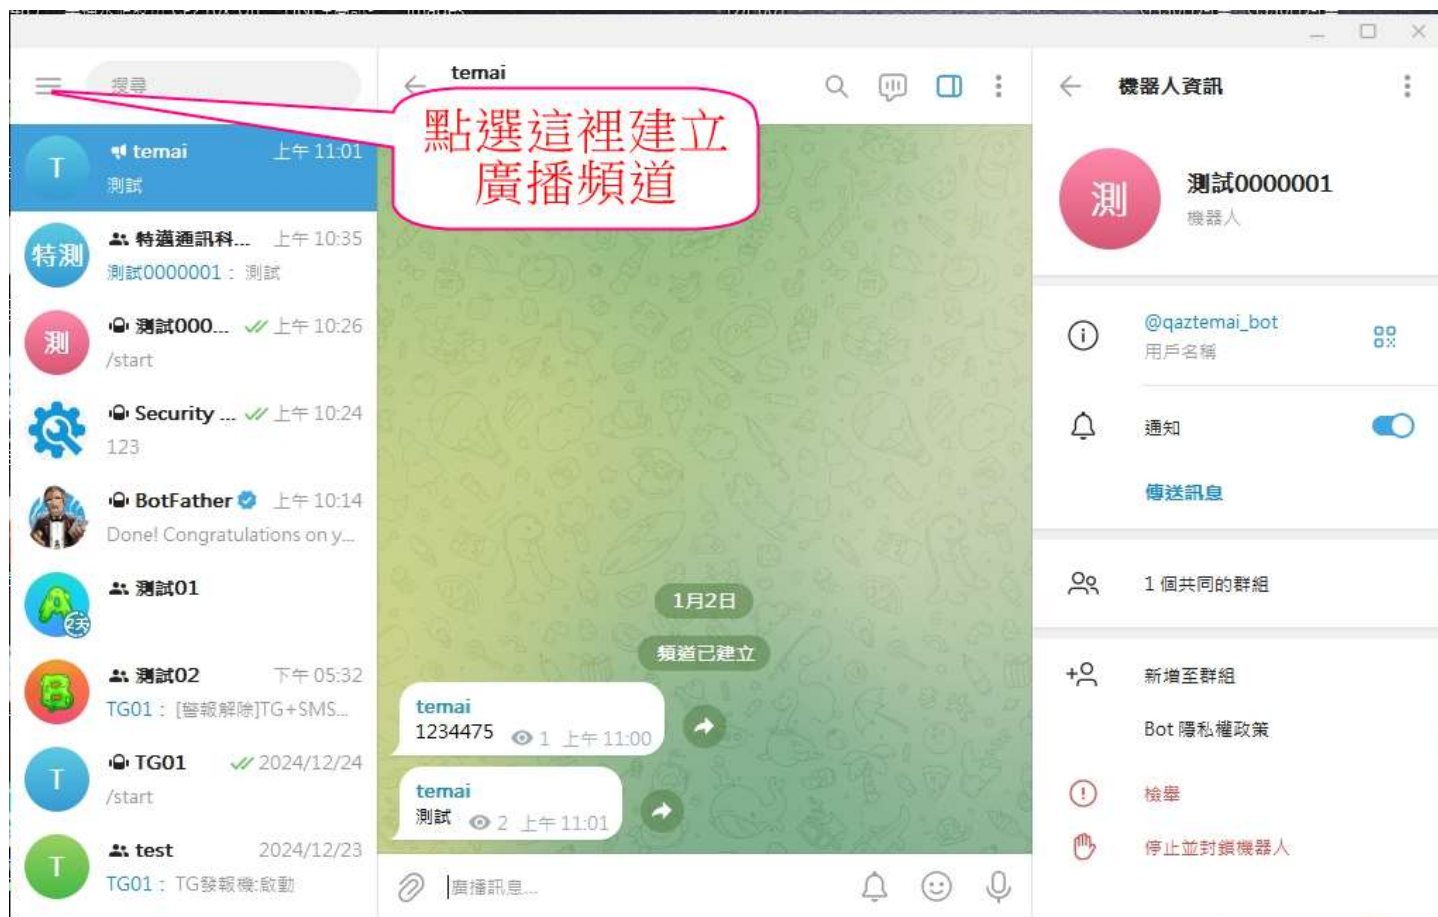 搜尋
temai
點選這裡建立
廣播頻道
T
temai
上午 11:01
測試
特測
特邁通訊科...
上午 10:35
測試0000001： 測試
測
測試000...
上午 10:26
/start
Security ...
上午 10:24
123
BotFather
上午 10:14
Done! Congratulations on y...
2天
測試01
測試02
下午 05:32
TG01： [警報解除]TG+SMS...
T
TG01
2024/12/24
/start
T
test
2024/12/23
TG01： TG發報機:啟動
1月2日
頻道已建立
temai
1234475
1 上午 11:00
temai
測試
2 上午 11:01
廣播訊息...
機器人資訊
測
測試0000001
機器人
@qaztemai_bot
用戶名稱
通知
傳送訊息
1 個共同的群組
新增至群組
Bot 隱私權政策
檢舉
停止並封鎖機器人